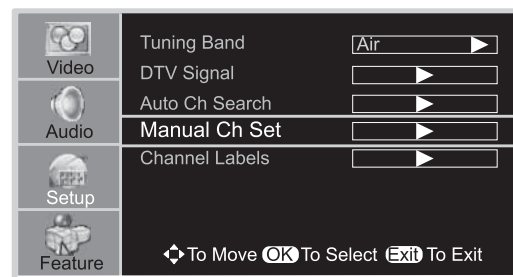 Video
Audio
Setup
Feature
Tuning Band Air
DTV Signal
Auto Ch Search
Manual Ch Set
Channel Labels
To Move OK To Select Exit To Exit